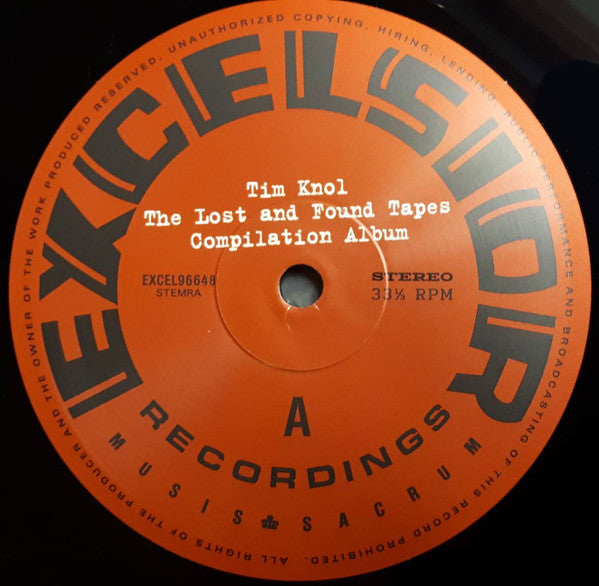 ALL RIGHTS OF THE PRODUCER AND THE OWNER OF THE WORK PRODUCED RESERVED, UNAUTHORIZED COPYING, HIRING, LENDING, PUBLIC PERFORMANCE AND BROADCASTING OF THIS RECORD PROHIBITED.
EXCELSIOR
Tim Knol
The Lost and Found Tapes
Compilation Album
EXCEL96648
STEMRA
STEREO
33⅓ RPM
A
RECORDINGS
MUSIS SACRUM